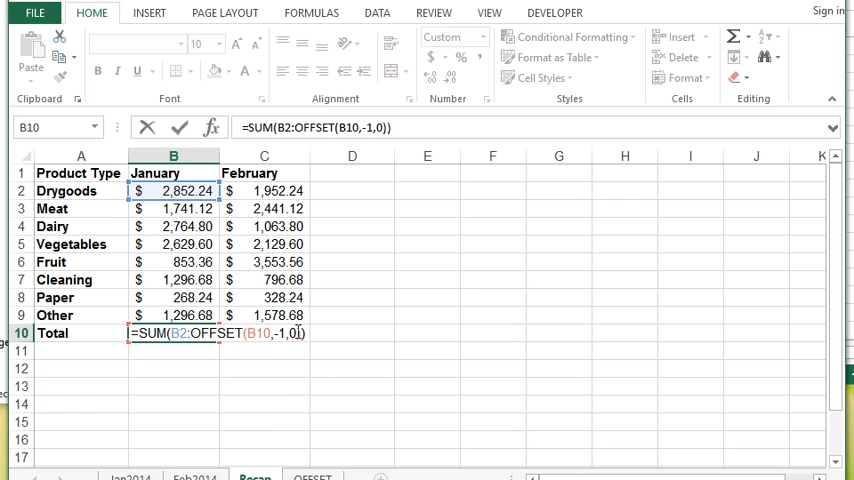 FILE HOME INSERT PAGE LAYOUT FORMULAS DATA REVIEW VIEW DEVELOPER Sign in
10 A A Custom Conditional Formatting Insert Σ
Paste B I U A $ % , Format as Table Delete
Cell Styles Format
Clipboard Font Alignment Number Styles Cells Editing
B10 fx =SUM(B2:OFFSET(B10,-1,0))
A B C D E F G H I J K
1 Product Type January February
2 Drygoods $ 2,852.24 $ 1,952.24
3 Meat $ 1,741.12 $ 2,441.12
4 Dairy $ 2,764.80 $ 1,063.80
5 Vegetables $ 2,629.60 $ 2,129.60
6 Fruit $ 853.36 $ 3,553.56
7 Cleaning $ 1,296.68 $ 796.68
8 Paper $ 268.24 $ 328.24
9 Other $ 1,296.68 $ 1,578.68
10 Total =SUM(B2:OFFSET(B10,-1,0))
11
12
13
14
15
16
17
Jan2014 Feb2014 Recap OFFSET